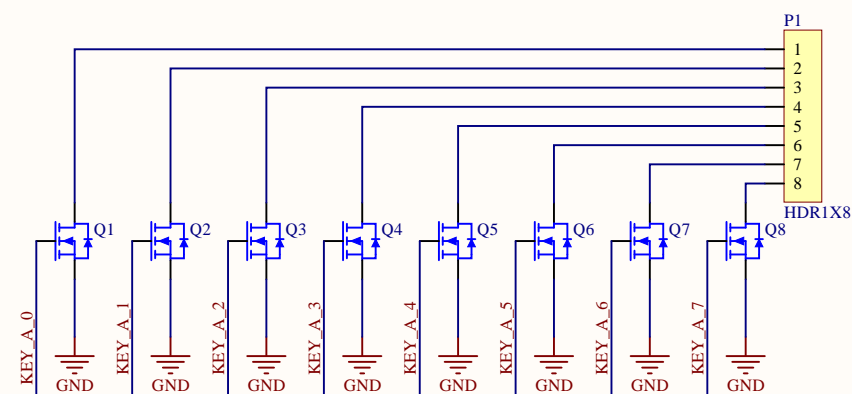 P1
1
2
3
4
5
6
7
8
HDR1X8
Q1 Q2 Q3 Q4 Q5 Q6 Q7 Q8
KEY_A_0 KEY_A_1 KEY_A_2 KEY_A_3 KEY_A_4 KEY_A_5 KEY_A_6 KEY_A_7
GND GND GND GND GND GND GND GND